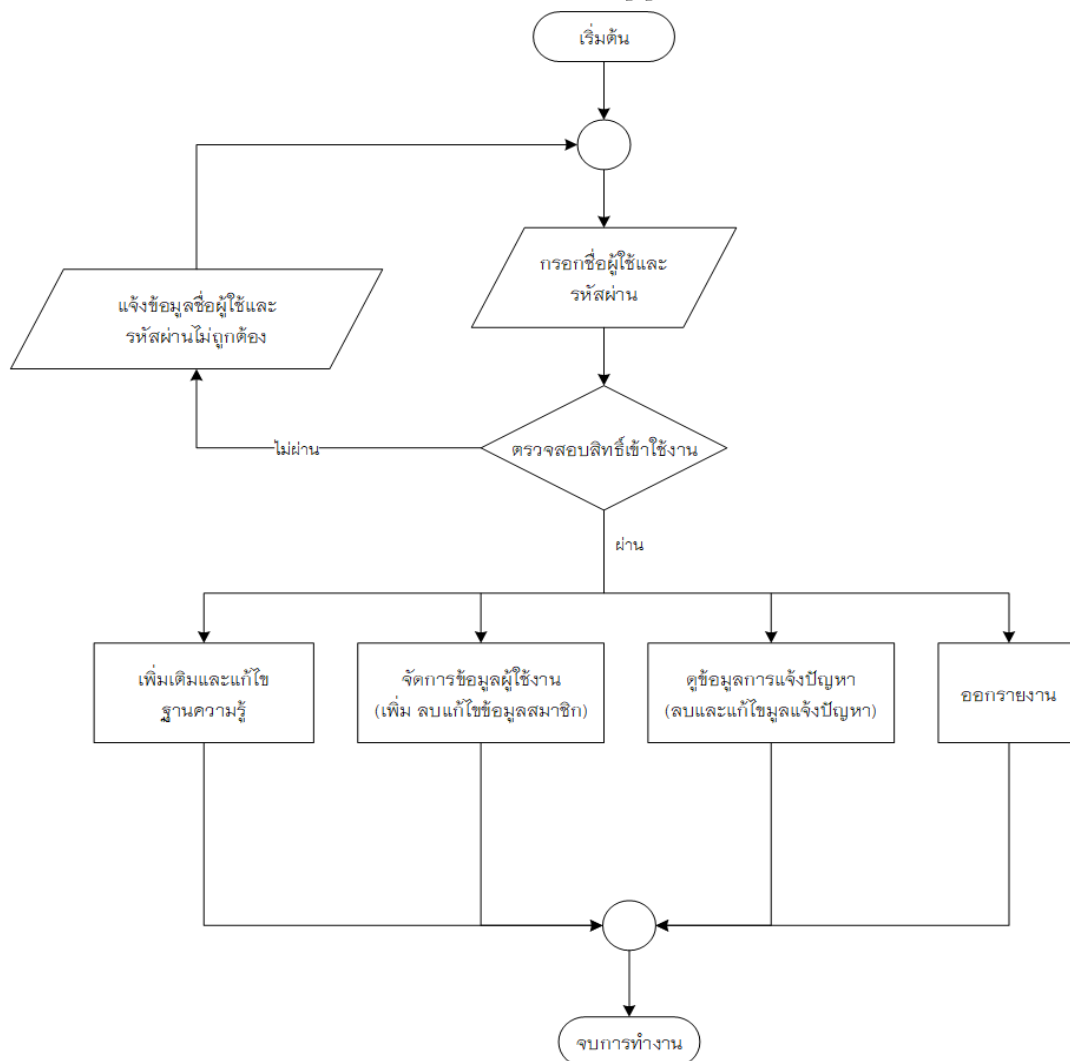 เริ่มต้น
กรอกชื่อผู้ใช้และ
รหัสผ่าน
แจ้งข้อมูลชื่อผู้ใช้และ
รหัสผ่านไม่ถูกต้อง
ไม่ผ่าน
ตรวจสอบสิทธิ์เข้าใช้งาน
ผ่าน
เพิ่มเติมและแก้ไข
ฐานความรู้
จัดการข้อมูลผู้ใช้งาน
(เพิ่ม ลบแก้ไขข้อมูลสมาชิก)
ดูข้อมูลการแจ้งปัญหา
(ลบและแก้ไขมูลแจ้งปัญหา)
ออกรายงาน
จบการทำงาน